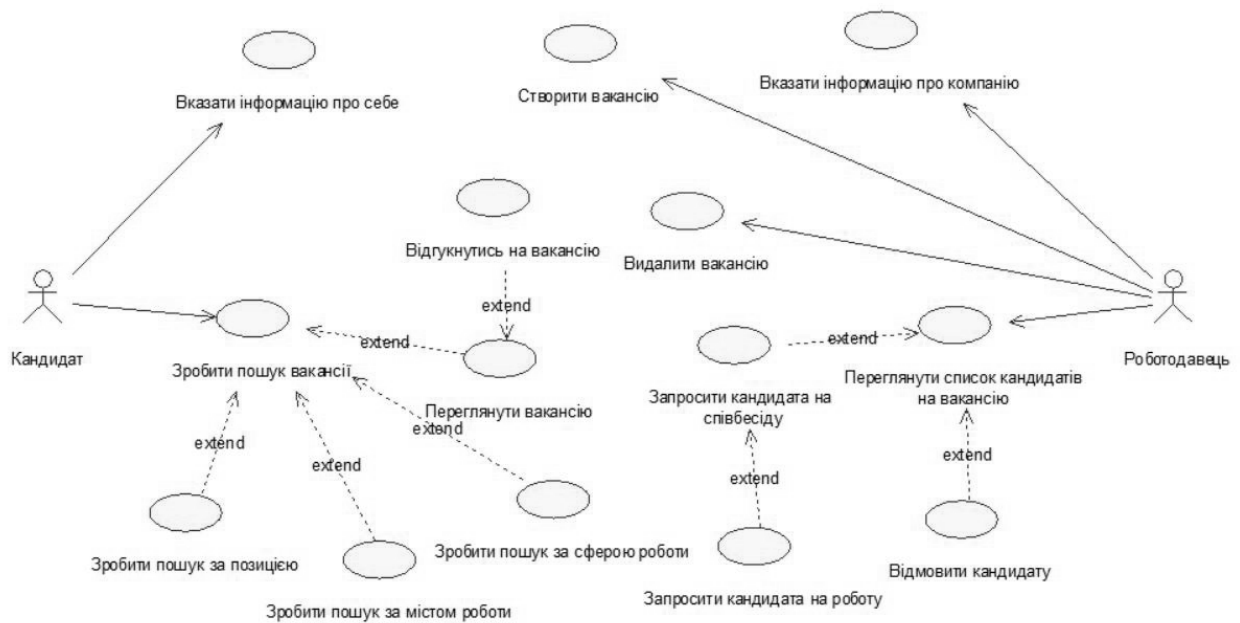 Вказати інформацію про себе
Створити вакансію
Вказати інформацію про компанію
Відгукнутись на вакансію
Видалити вакансію
extend
Кандидат
extend
Зробити пошук вакансії
Переглянути вакансію
extend
Роботодавець
Запросити кандидата на
співбесіду
Переглянути список кандидатів
на вакансію
extend
extend
extend
extend
extend
Зробити пошук за позицією
Зробити пошук за містом роботи
Зробити пошук за сферою роботи
Запросити кандидата на роботу
Відмовити кандидату